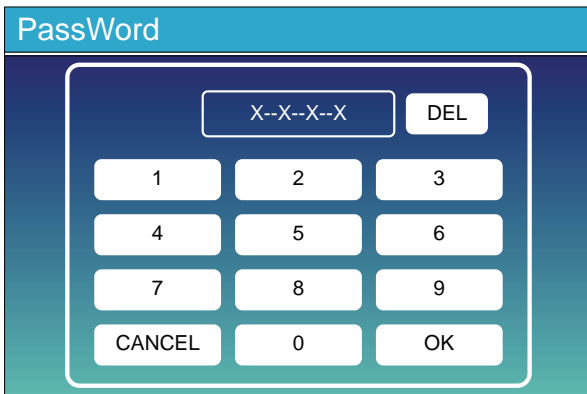 PassWord
X--X--X--X DEL
1 2 3
4 5 6
7 8 9
CANCEL 0 OK